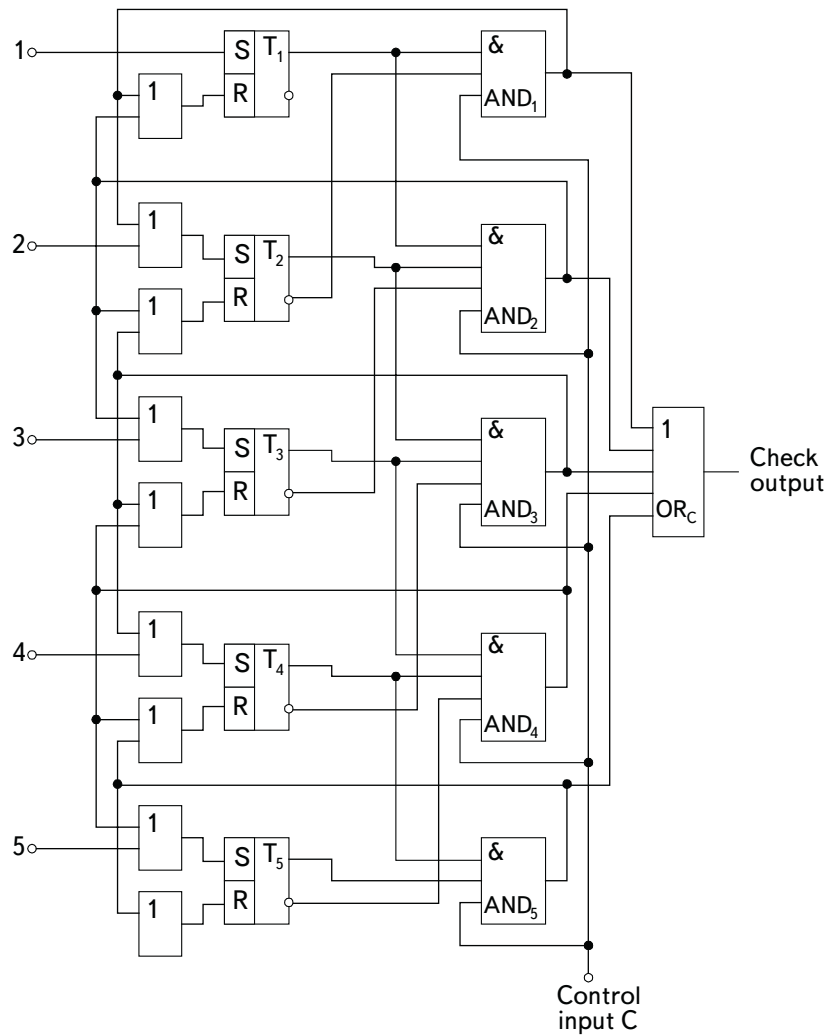 1
S T₁
R
1
&
AND₁
2
1
S T₂
R
1
&
AND₂
3
1
S T₃
R
1
&
AND₃
1
ORC
Check
output
4
1
S T₄
R
1
&
AND₄
5
1
S T₅
R
1
&
AND₅
Control
input C